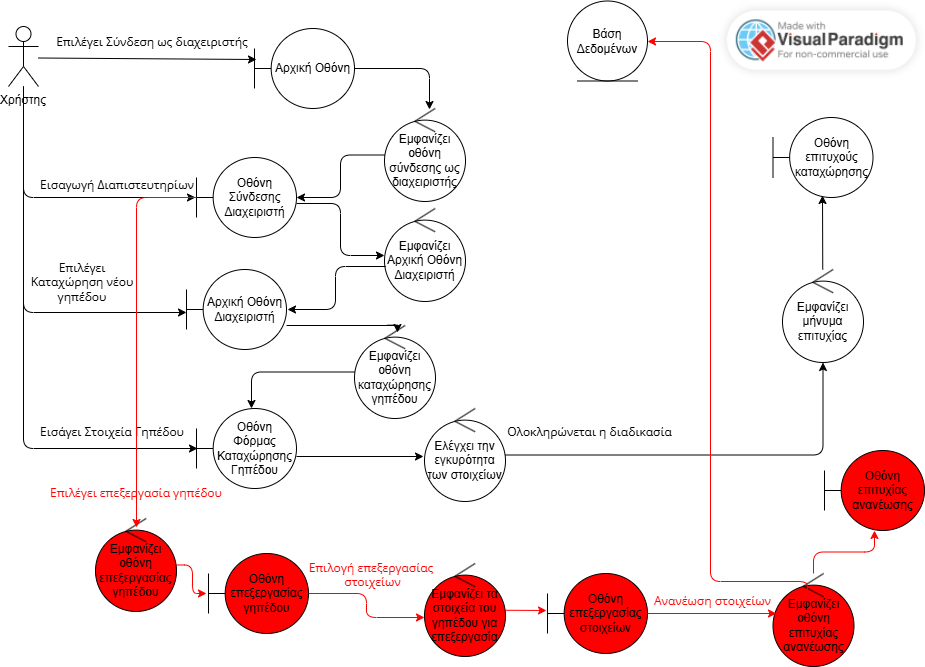 Επιλέγει Σύνδεση ως διαχειριστής
Χρήστης
Αρχική Οθόνη
Βάση
Δεδομένων
Made with
Visual Paradigm
For non-commercial use
Εμφανίζει
οθόνη
σύνδεσης ως
διαχειριστής
Οθόνη
επιτυχούς
καταχώρησης
Εισαγωγή Διαπιστευτηρίων
Οθόνη
Σύνδεσης
Διαχειριστή
Εμφανίζει
Αρχική Οθόνη
Διαχειριστή
Επιλέγει
Καταχώρηση νέου
γηπέδου
Αρχική Οθόνη
Διαχειριστή
Εμφανίζει
μήνυμα
επιτυχίας
Εμφανίζει
οθόνη
καταχώρησης
γηπέδου
Εισάγει Στοιχεία Γηπέδου
Οθόνη
Φόρμας
Καταχώρησης
Γηπέδου
Ελέγχει την
εγκυρότητα
των στοιχείων
Ολοκληρώνεται η διαδικασία
Οθόνη
επιτυχίας
ανανέωσης
Επιλέγει επεξεργασία γηπέδου
Εμφανίζει
οθόνη
επεξεργασίας
γηπέδου
Οθόνη
επεξεργασίας
γηπέδου
Επιλογή επεξεργασίας
στοιχείων
Εμφανίζει τα
στοιχεία του
γηπέδου για
επεξεργασία
Οθόνη
επεξεργασίας
στοιχείων
Ανανέωση στοιχείων
Εμφανίζει
οθόνη
επιτυχίας
ανανέωσης